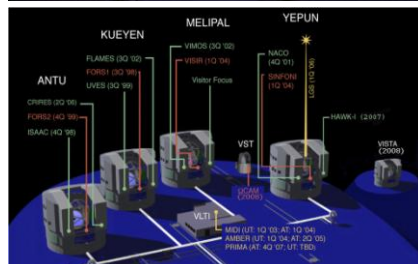 YEPUN
MELIPAL
KUEYEN
ANTU
VIMOS (3Q '02)
VISIR (1Q '04)
Visitor Focus
FLAMES (3Q '02)
FORS1 (3Q '98)
UVES (3Q '99)
NACO
(4Q '01)
SINFONI
(1Q '04)
LGS (1Q '06)
HAWK-I (2007)
CRIRES (2Q '06)
FORS2 (4Q '99)
ISAAC (4Q '98)
VST
VISTA
(2008)
VLTI
MIDI (UT: 1Q '03; AT: 1Q '04)
AMBER (UT: 1Q '04; AT: 2Q '05)
PRIMA (AT: 4Q '07; UT: TBD)